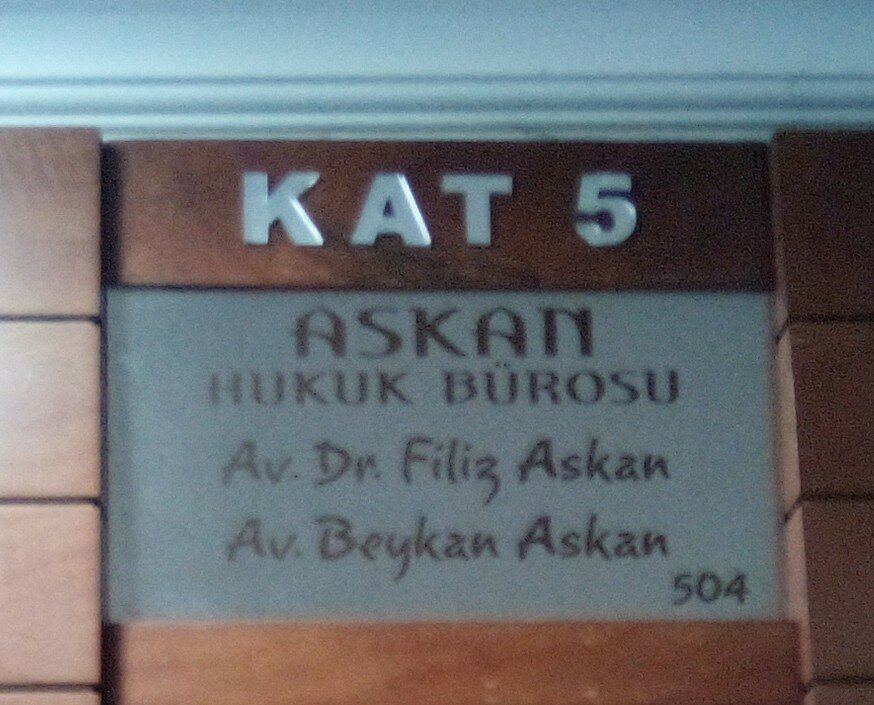 KAT 5
ASKAN
HUKUK BÜROSU
Av. Dr. Filiz Askan
Av. Beykan Askan
504